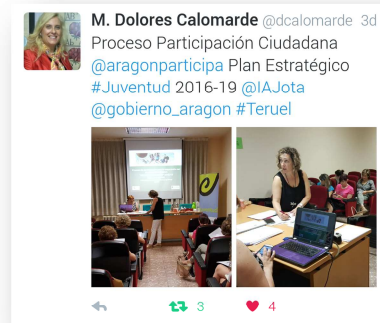 M. Dolores Calomarde @dcalomarde 3d
Proceso Participación Ciudadana
@aragonparticipa Plan Estratégico
#Juventud 2016-19 @IAJota
@gobierno_aragon #Teruel
3
4